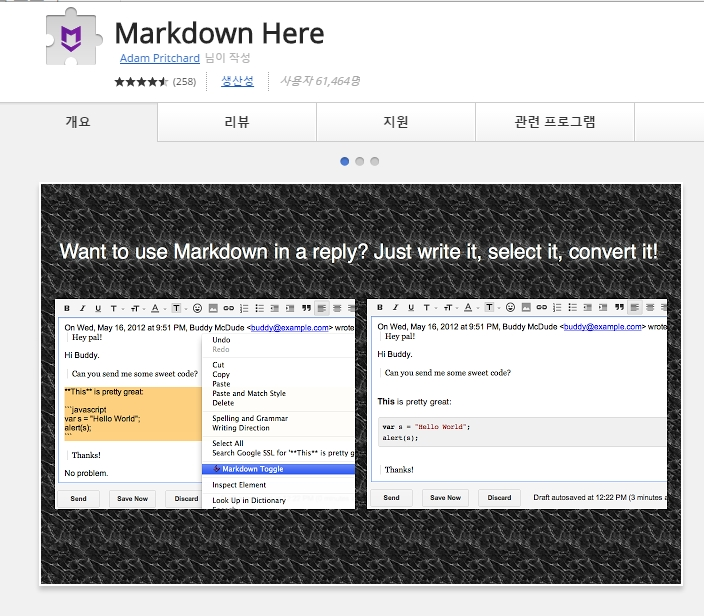 Markdown Here
Adam Pritchard 님이 작성
(258) 생산성 사용자 61,464명
개요 리뷰 지원 관련 프로그램
Want to use Markdown in a reply? Just write it, select it, convert it!
On Wed, May 16, 2012 at 9:51 PM, Buddy McDude <buddy@example.com> wrote
Hey pal!
Hi Buddy.
Can you send me some sweet code?
**This** is pretty great:
```javascript
var s = "Hello World";
alert(s);
```
Thanks!
No problem.
Send Save Now Discard
Undo
Redo
Cut
Copy
Paste
Paste and Match Style
Delete
Spelling and Grammar
Writing Direction
Select All
Search Google SSL for '**This** is pretty g
Markdown Toggle
Inspect Element
Look Up in Dictionary
On Wed, May 16, 2012 at 9:51 PM, Buddy McDude <buddy@example.com> wrote
Hey pal!
Hi Buddy.
Can you send me some sweet code?
This is pretty great:
var s = "Hello World";
alert(s);
Thanks!
Send Save Now Discard Draft autosaved at 12:22 PM (3 minutes a